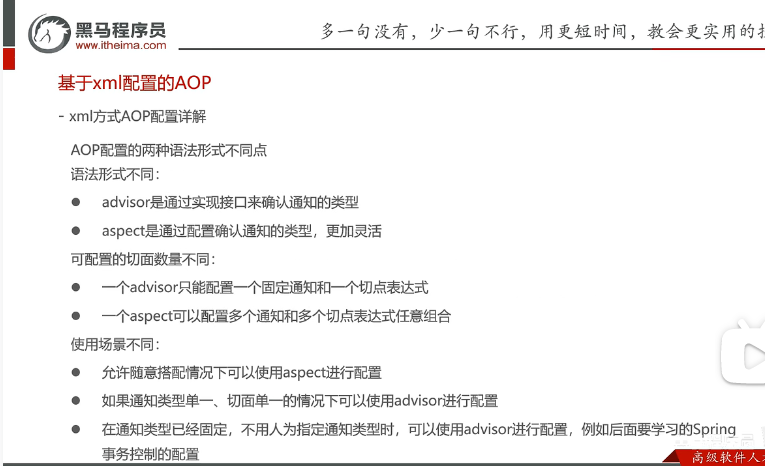 黑马程序员
www.itheima.com
多一句没有，少一句不行，用更短时间，教会更实用的
基于xml配置的AOP
- xml方式AOP配置详解
AOP配置的两种语法形式不同点
语法形式不同：
● advisor是通过实现接口来确认通知的类型
● aspect是通过配置确认通知的类型，更加灵活
可配置的切面数量不同：
● 一个advisor只能配置一个固定通知和一个切点表达式
● 一个aspect可以配置多个通知和多个切点表达式任意组合
使用场景不同：
● 允许随意搭配情况下可以使用aspect进行配置
● 如果通知类型单一、切面单一的情况下可以使用advisor进行配置
● 在通知类型已经固定，不用人为指定通知类型时，可以使用advisor进行配置，例如后面要学习的Spring
事务控制的配置
高级软件人